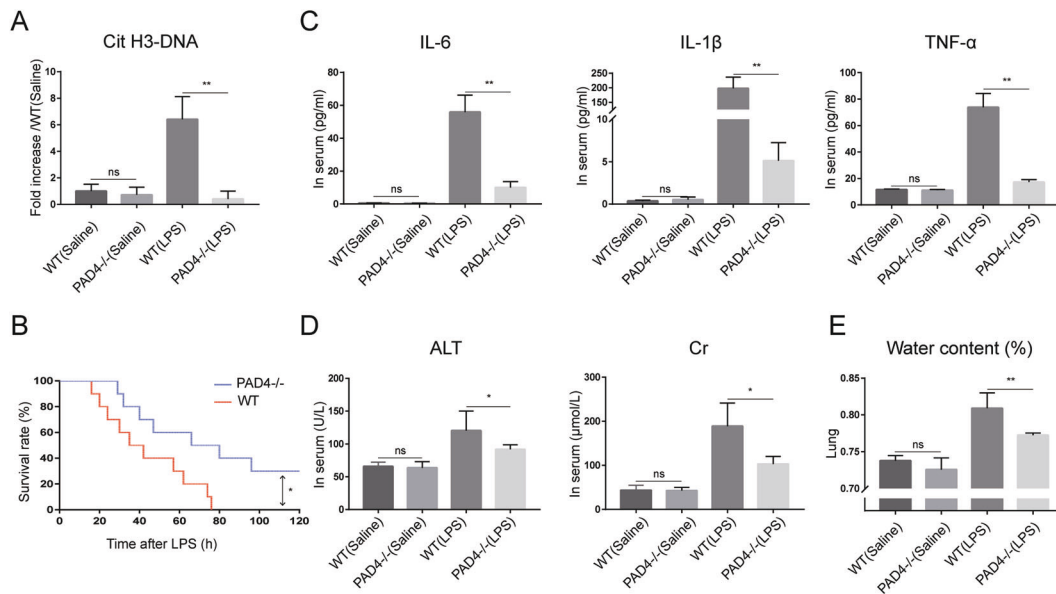 A
Cit H3-DNA
Fold increase /WT(Saline)
8
6
4
2
0
ns
**
WT(Saline)
PAD4-/-(Saline)
WT(LPS)
PAD4-/-(LPS)
C
IL-6
In serum (pg/ml)
80
60
40
20
0
ns
**
WT(Saline)
PAD4-/-(Saline)
WT(LPS)
PAD4-/-(LPS)
IL-1β
In serum (pg/ml)
250
200
150
100
10
5
0
ns
**
WT(Saline)
PAD4-/-(Saline)
WT(LPS)
PAD4-/-(LPS)
TNF-α
In serum (pg/ml)
100
80
60
40
20
0
ns
**
WT(Saline)
PAD4-/-(Saline)
WT(LPS)
PAD4-/-(LPS)
B
Survival rate (%)
100
80
60
40
20
0
PAD4-/-
WT
*
0 20 40 60 80 100 120
Time after LPS (h)
D
ALT
In serum (U/L)
200
150
100
50
0
ns
*
WT(Saline)
PAD4-/-(Saline)
WT(LPS)
PAD4-/-(LPS)
Cr
In serum (μmol/L)
300
200
100
0
ns
*
WT(Saline)
PAD4-/-(Saline)
WT(LPS)
PAD4-/-(LPS)
E
Water content (%)
Lung
0.85
0.80
0.75
0.70
ns
**
WT(Saline)
PAD4-/-(Saline)
WT(LPS)
PAD4-/-(LPS)